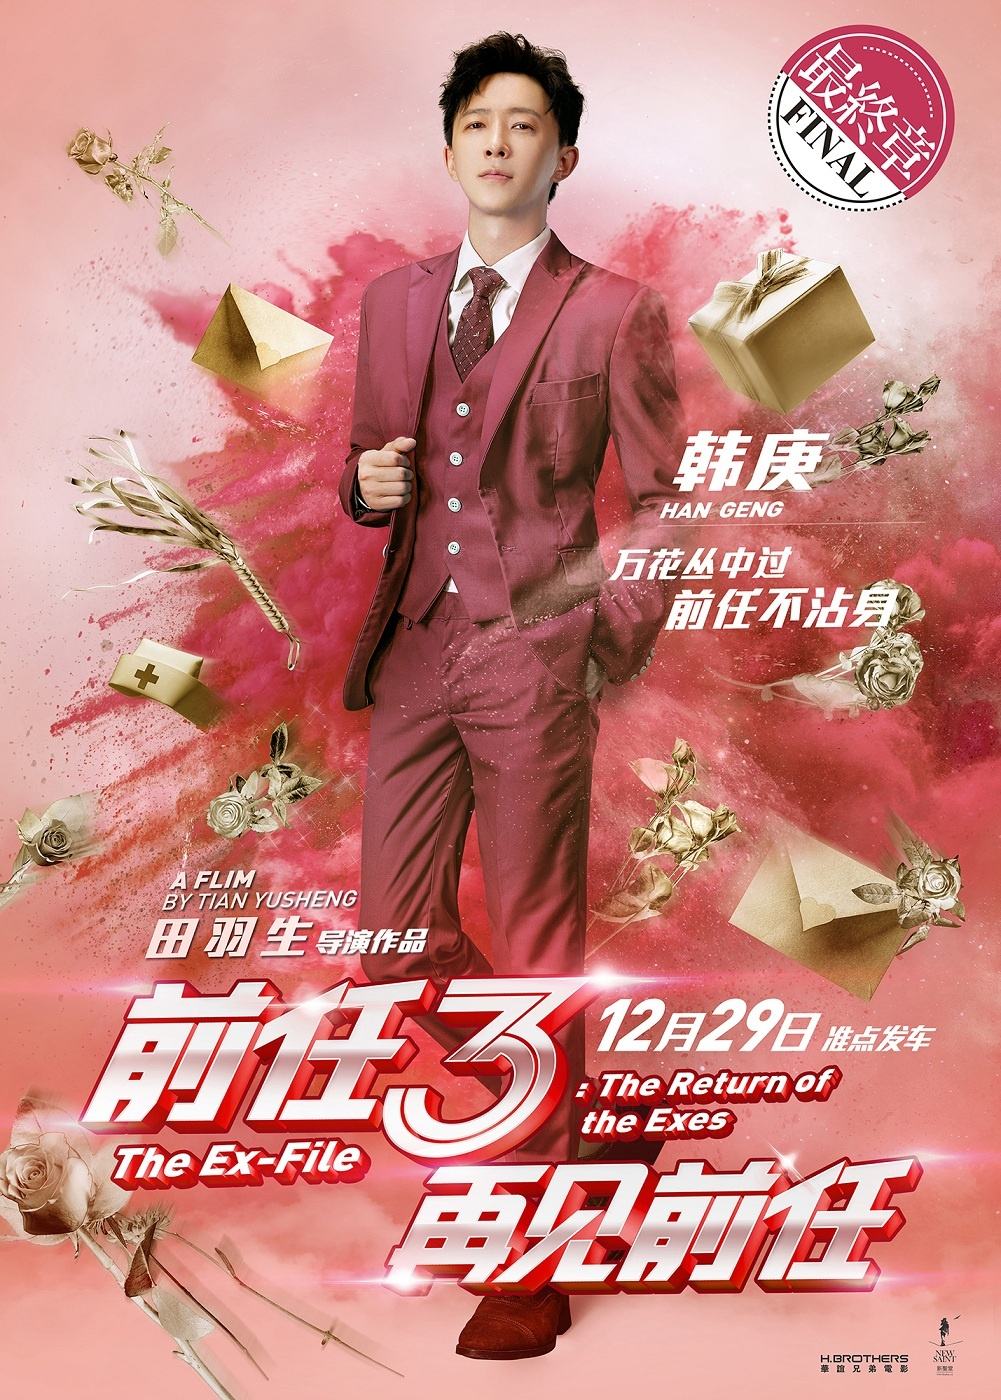 最終章
FINAL
韩庚
HAN GENG
万花丛中过
前任不沾身
A FLIM
BY TIAN YUSHENG
田羽生 导演作品
前任3
12月29日 准点发车
: The Return of
the Exes
The Ex-File
再见前任
H.BROTHERS
華誼兄弟電影
NEW
SAINT
新聖堂